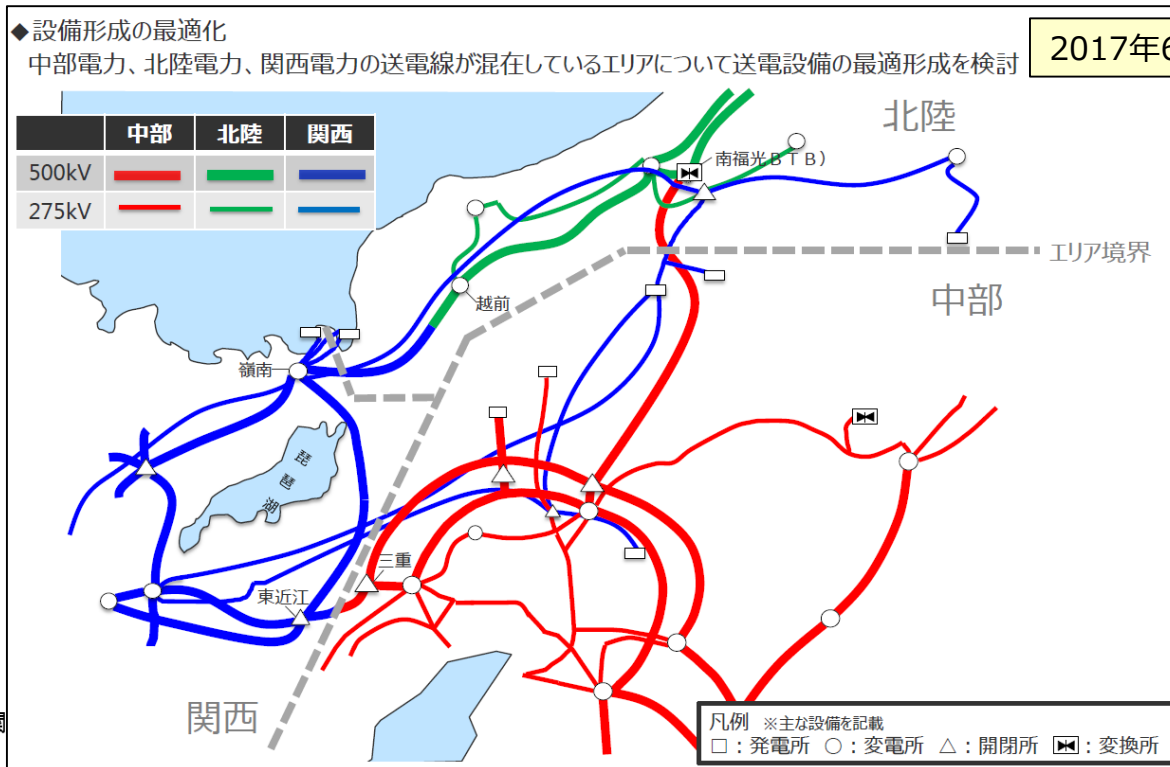 ◆設備形成の最適化
中部電力、北陸電力、関西電力の送電線が混在しているエリアについて送電設備の最適形成を検討
2017年6
中部 北陸 関西
500kV
275kV
北陸
南福光BTB)
エリア境界
中部
越前
嶺南
琵琶湖
三重
東近江
関西
凡例 ※主な設備を記載
□:発電所 ○:変電所 △:開閉所 :変換所